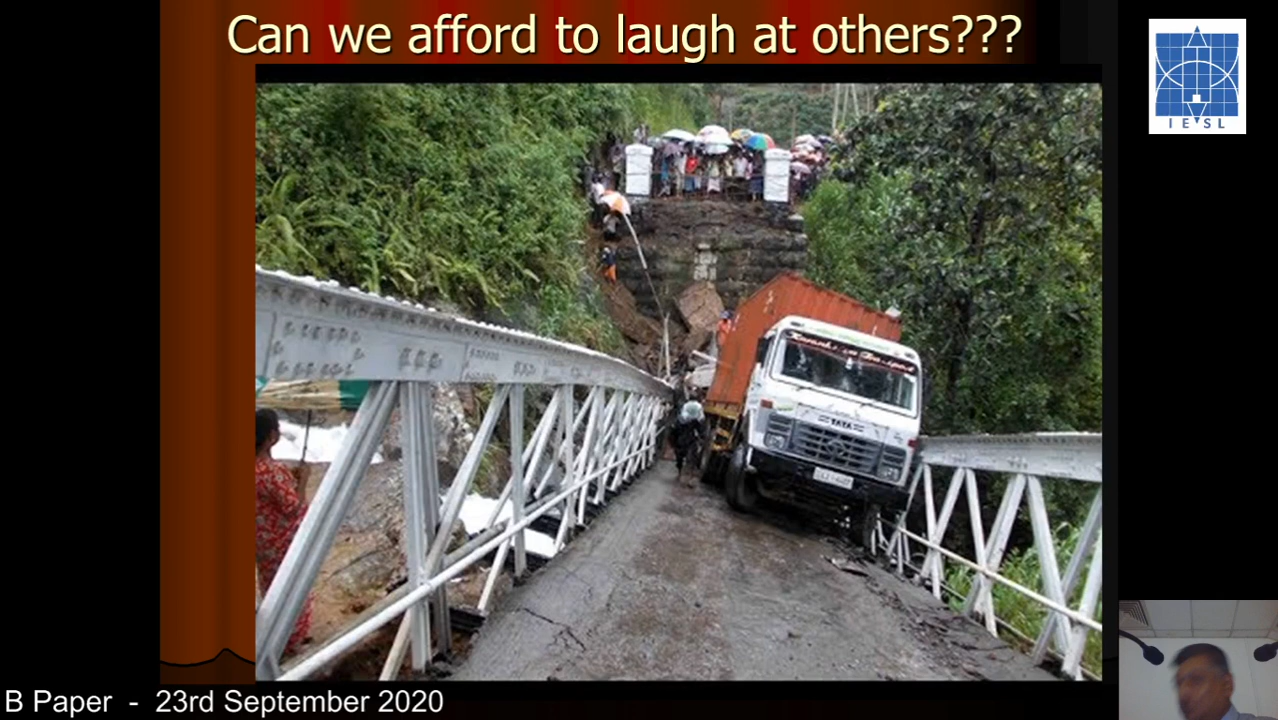 Can we afford to laugh at others???
IESL
TATA
B Paper - 23rd September 2020